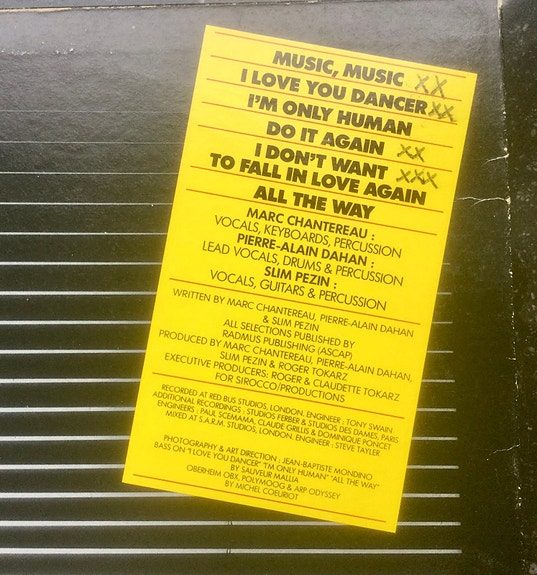 MUSIC, MUSIC XX
I LOVE YOU DANCER XX
I'M ONLY HUMAN
DO IT AGAIN XX
I DON'T WANT XXX
TO FALL IN LOVE AGAIN
ALL THE WAY
MARC CHANTEREAU :
VOCALS, KEYBOARDS, PERCUSSION
PIERRE-ALAIN DAHAN :
LEAD VOCALS, DRUMS & PERCUSSION
SLIM PEZIN :
VOCALS, GUITARS & PERCUSSION
WRITTEN BY MARC CHANTEREAU, PIERRE-ALAIN DAHAN
& SLIM PEZIN
ALL SELECTIONS PUBLISHED BY
RADMUS PUBLISHING (ASCAP)
PRODUCED BY MARC CHANTEREAU, PIERRE-ALAIN DAHAN,
SLIM PEZIN & ROGER TOKARZ
EXECUTIVE PRODUCERS: ROGER & CLAUDETTE TOKARZ
FOR SIROCCO/PRODUCTIONS
RECORDED AT RED BUS STUDIOS, LONDON. ENGINEER : TONY SWAIN
ADDITIONAL RECORDINGS : STUDIOS FERBER & STUDIOS DES DAMES, PARIS
ENGINEERS : PAUL SCEMAMA, CLAUDE GRILLIS & DOMINIQUE PONCET
MIXED AT S.A.R.M. STUDIOS, LONDON. ENGINEER : STEVE TAYLER
PHOTOGRAPHY & ART DIRECTION : JEAN-BAPTISTE MONDINO
BASS ON "I LOVE YOU DANCER" "I'M ONLY HUMAN" "ALL THE WAY"
BY SAUVEUR MALLIA
OBERHEIM OBX, POLYMOOG & ARP ODYSSEY
BY MICHEL COEURIOT